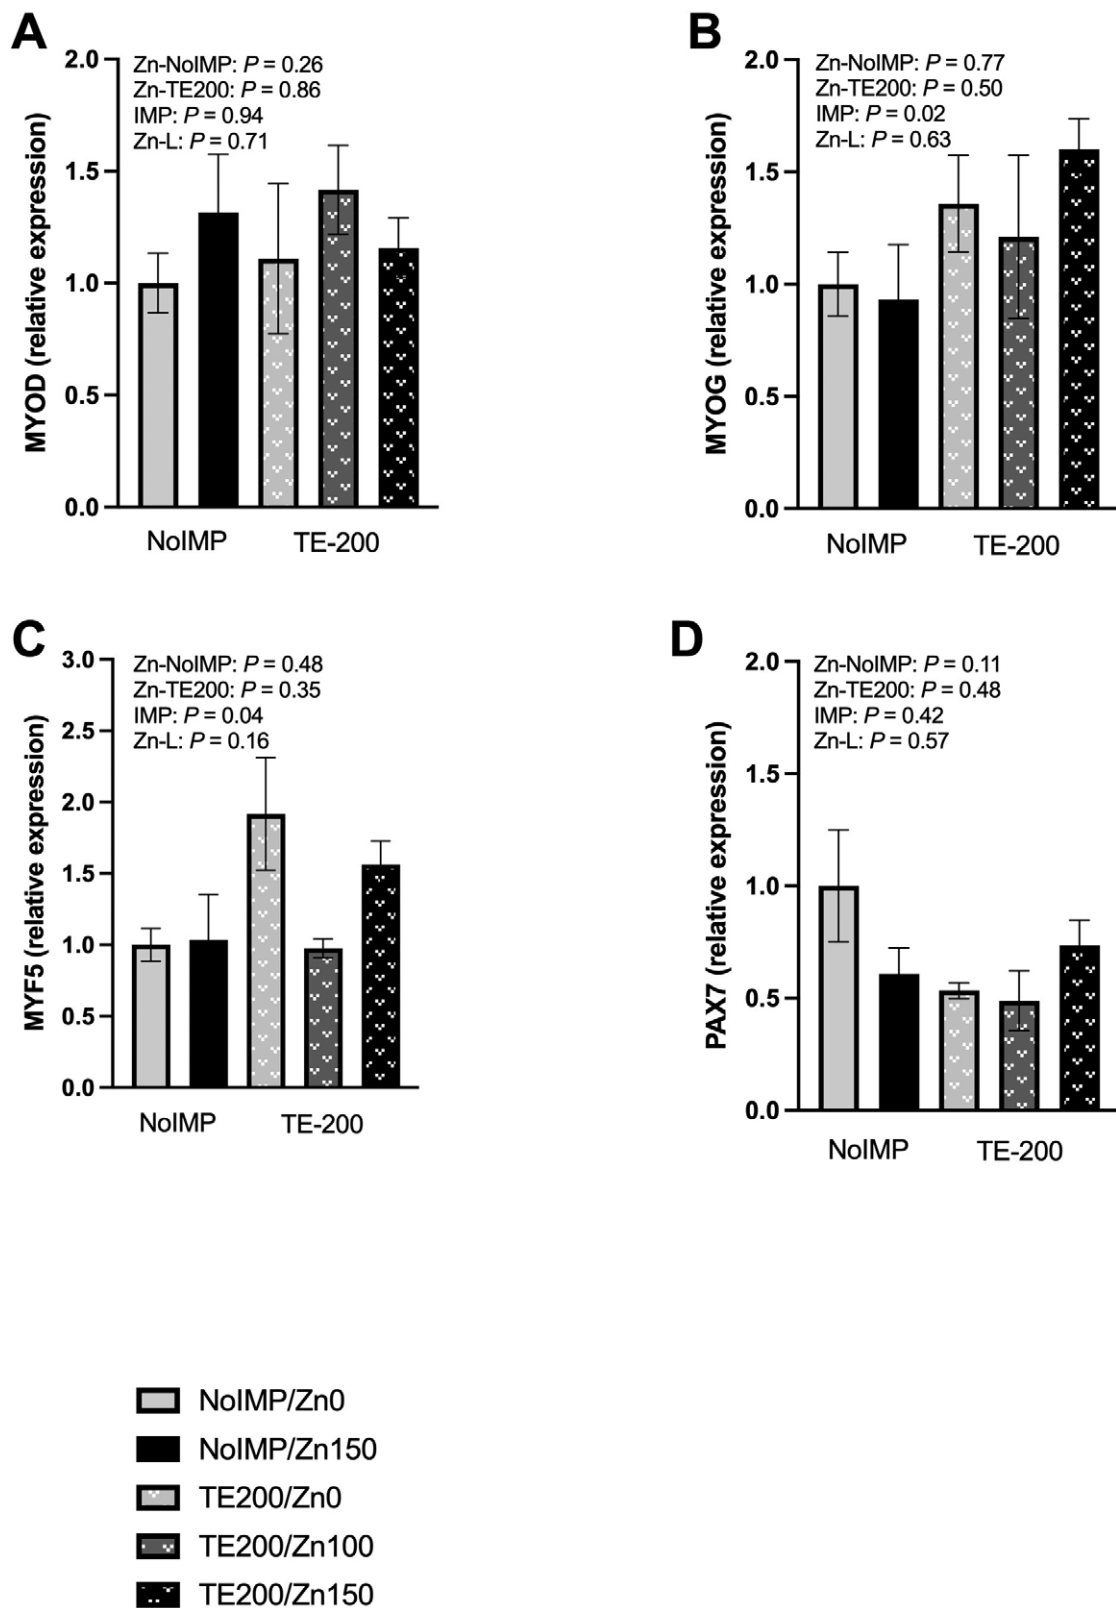 A
2.0
1.5
1.0
0.5
0.0
MYOD (relative expression)
Zn-NoIMP: P = 0.26
Zn-TE200: P = 0.86
IMP: P = 0.94
Zn-L: P = 0.71
NoIMP TE-200
B
2.0
1.5
1.0
0.5
0.0
MYOG (relative expression)
Zn-NoIMP: P = 0.77
Zn-TE200: P = 0.50
IMP: P = 0.02
Zn-L: P = 0.63
NoIMP TE-200
C
3.0
2.5
2.0
1.5
1.0
0.5
0.0
MYF5 (relative expression)
Zn-NoIMP: P = 0.48
Zn-TE200: P = 0.35
IMP: P = 0.04
Zn-L: P = 0.16
NoIMP TE-200
D
2.0
1.5
1.0
0.5
0.0
PAX7 (relative expression)
Zn-NoIMP: P = 0.11
Zn-TE200: P = 0.48
IMP: P = 0.42
Zn-L: P = 0.57
NoIMP TE-200
NoIMP/Zn0
NoIMP/Zn150
TE200/Zn0
TE200/Zn100
TE200/Zn150